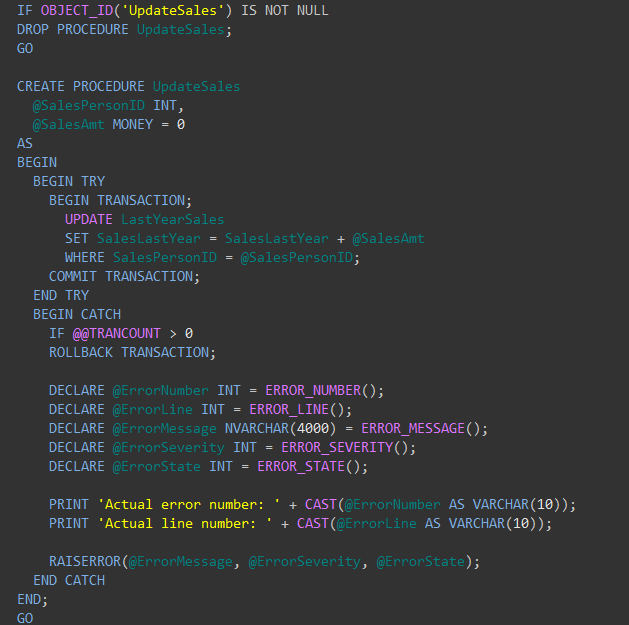 IF OBJECT_ID('UpdateSales') IS NOT NULL
DROP PROCEDURE UpdateSales;
GO

CREATE PROCEDURE UpdateSales
  @SalesPersonID INT,
  @SalesAmt MONEY = 0
AS
BEGIN
  BEGIN TRY
    BEGIN TRANSACTION;
      UPDATE LastYearSales
      SET SalesLastYear = SalesLastYear + @SalesAmt
      WHERE SalesPersonID = @SalesPersonID;
    COMMIT TRANSACTION;
  END TRY
  BEGIN CATCH
    IF @@TRANCOUNT > 0
    ROLLBACK TRANSACTION;

    DECLARE @ErrorNumber INT = ERROR_NUMBER();
    DECLARE @ErrorLine INT = ERROR_LINE();
    DECLARE @ErrorMessage NVARCHAR(4000) = ERROR_MESSAGE();
    DECLARE @ErrorSeverity INT = ERROR_SEVERITY();
    DECLARE @ErrorState INT = ERROR_STATE();

    PRINT 'Actual error number: ' + CAST(@ErrorNumber AS VARCHAR(10));
    PRINT 'Actual line number: ' + CAST(@ErrorLine AS VARCHAR(10));

    RAISERROR(@ErrorMessage, @ErrorSeverity, @ErrorState);
  END CATCH
END;
GO